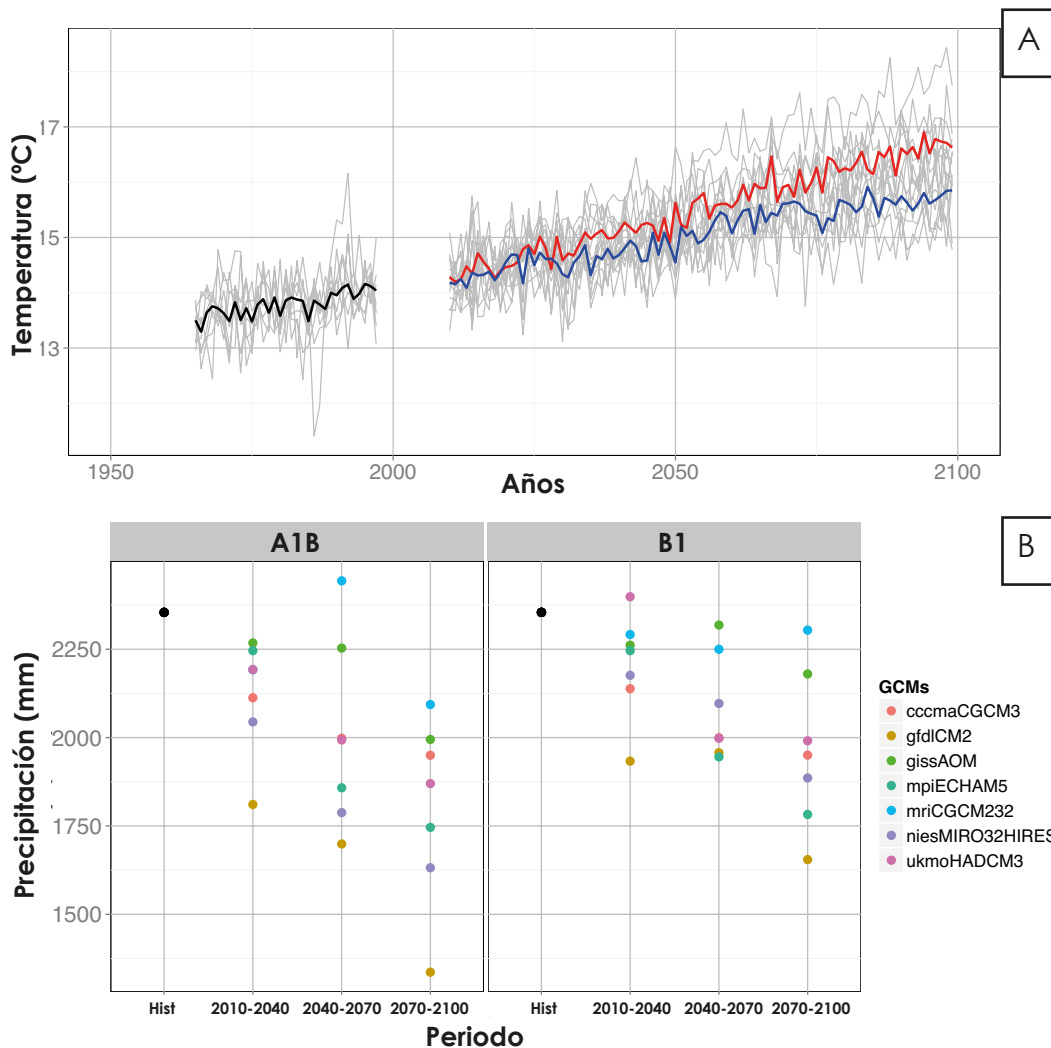 A
Temperatura (ºC)
17
15
13
1950
2000
2050
2100
Años
B
A1B
B1
Precipitación (mm)
2250
2000
1750
1500
Hist
2010-2040
2040-2070
2070-2100
Hist
2010-2040
2040-2070
2070-2100
Periodo
GCMs
cccmaCGCM3
gfdlCM2
gissAOM
mpiECHAM5
mriCGCM232
niesMIRO32HIRES
ukmoHADCM3